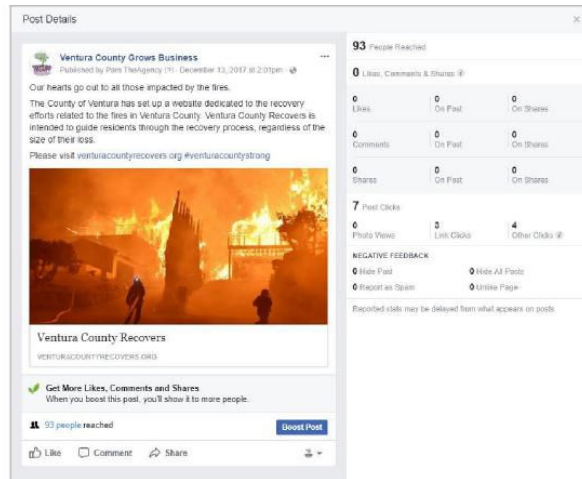 Post Details
Ventura County Grows Business
Published by Pam TheAgency [?] · December 13, 2017 at 2:01pm ·
Our hearts go out to all those impacted by the fires.
The County of Ventura has set up a website dedicated to the recovery
efforts related to the fires in Ventura County. Ventura County Recovers is
intended to guide residents through the recovery process, regardless of the
size of their loss.
Please visit venturacountyrecovers.org #venturacountystrong
Ventura County Recovers
VENTURACOUNTYRECOVERS.ORG
Get More Likes, Comments and Shares
When you boost this post, you'll show it to more people.
93 people reached
Boost Post
Like Comment Share
93 People Reached
0 Likes, Comments & Shares
0 0 0
Likes On Post On Shares
0 0 0
Comments On Post On Shares
0 0 0
Shares On Post On Shares
7 Post Clicks
0 3 4
Photo Views Link Clicks Other Clicks
NEGATIVE FEEDBACK
0 Hide Post 0 Hide All Posts
0 Report as Spam 0 Unlike Page
Reported stats may be delayed from what appears on posts